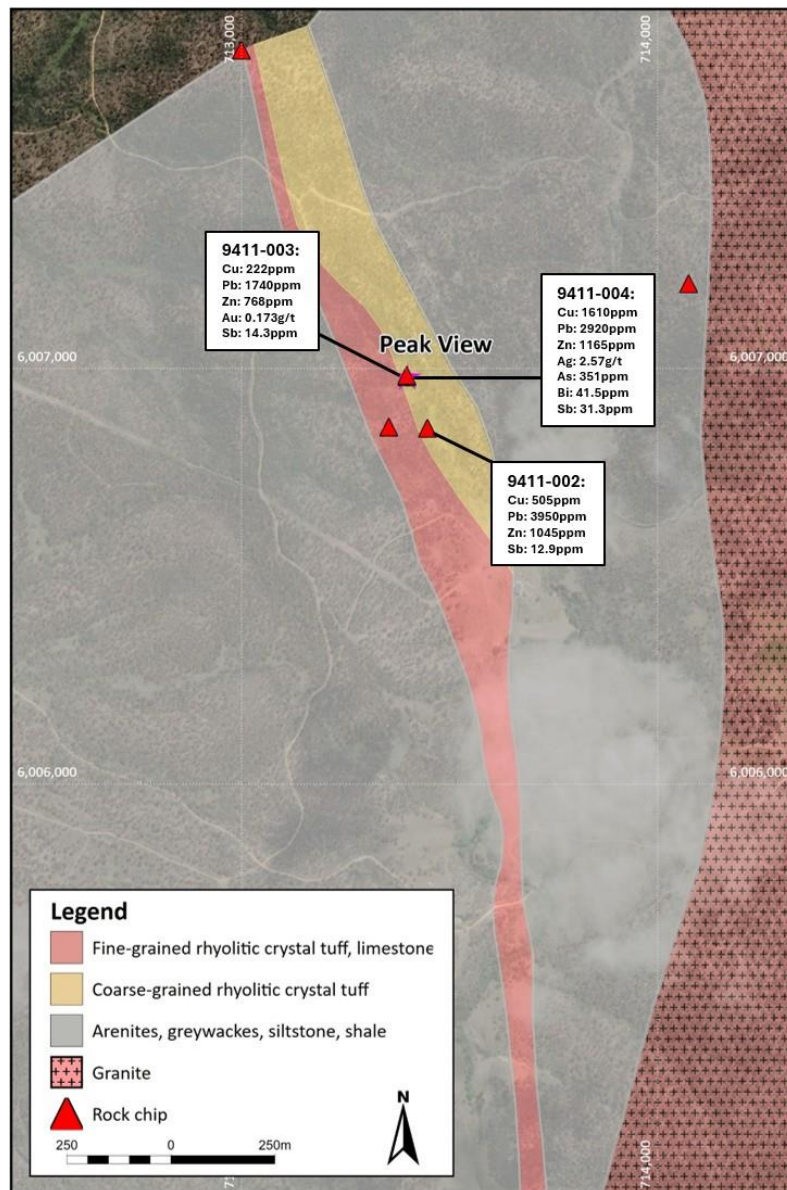 713,000
714,000
9411-003:
Cu: 222ppm
Pb: 1740ppm
Zn: 768ppm
Au: 0.173g/t
Sb: 14.3ppm
9411-004:
Cu: 1610ppm
Pb: 2920ppm
Zn: 1165ppm
Ag: 2.57g/t
As: 351ppm
Bi: 41.5ppm
Sb: 31.3ppm
Peak View
6,007,000
6,007,000
9411-002:
Cu: 505ppm
Pb: 3950ppm
Zn: 1045ppm
Sb: 12.9ppm
6,006,000
6,006,000
Legend
Fine-grained rhyolitic crystal tuff, limestone
Coarse-grained rhyolitic crystal tuff
Arenites, greywackes, siltstone, shale
Granite
Rock chip
N
250 0 250m
714,000